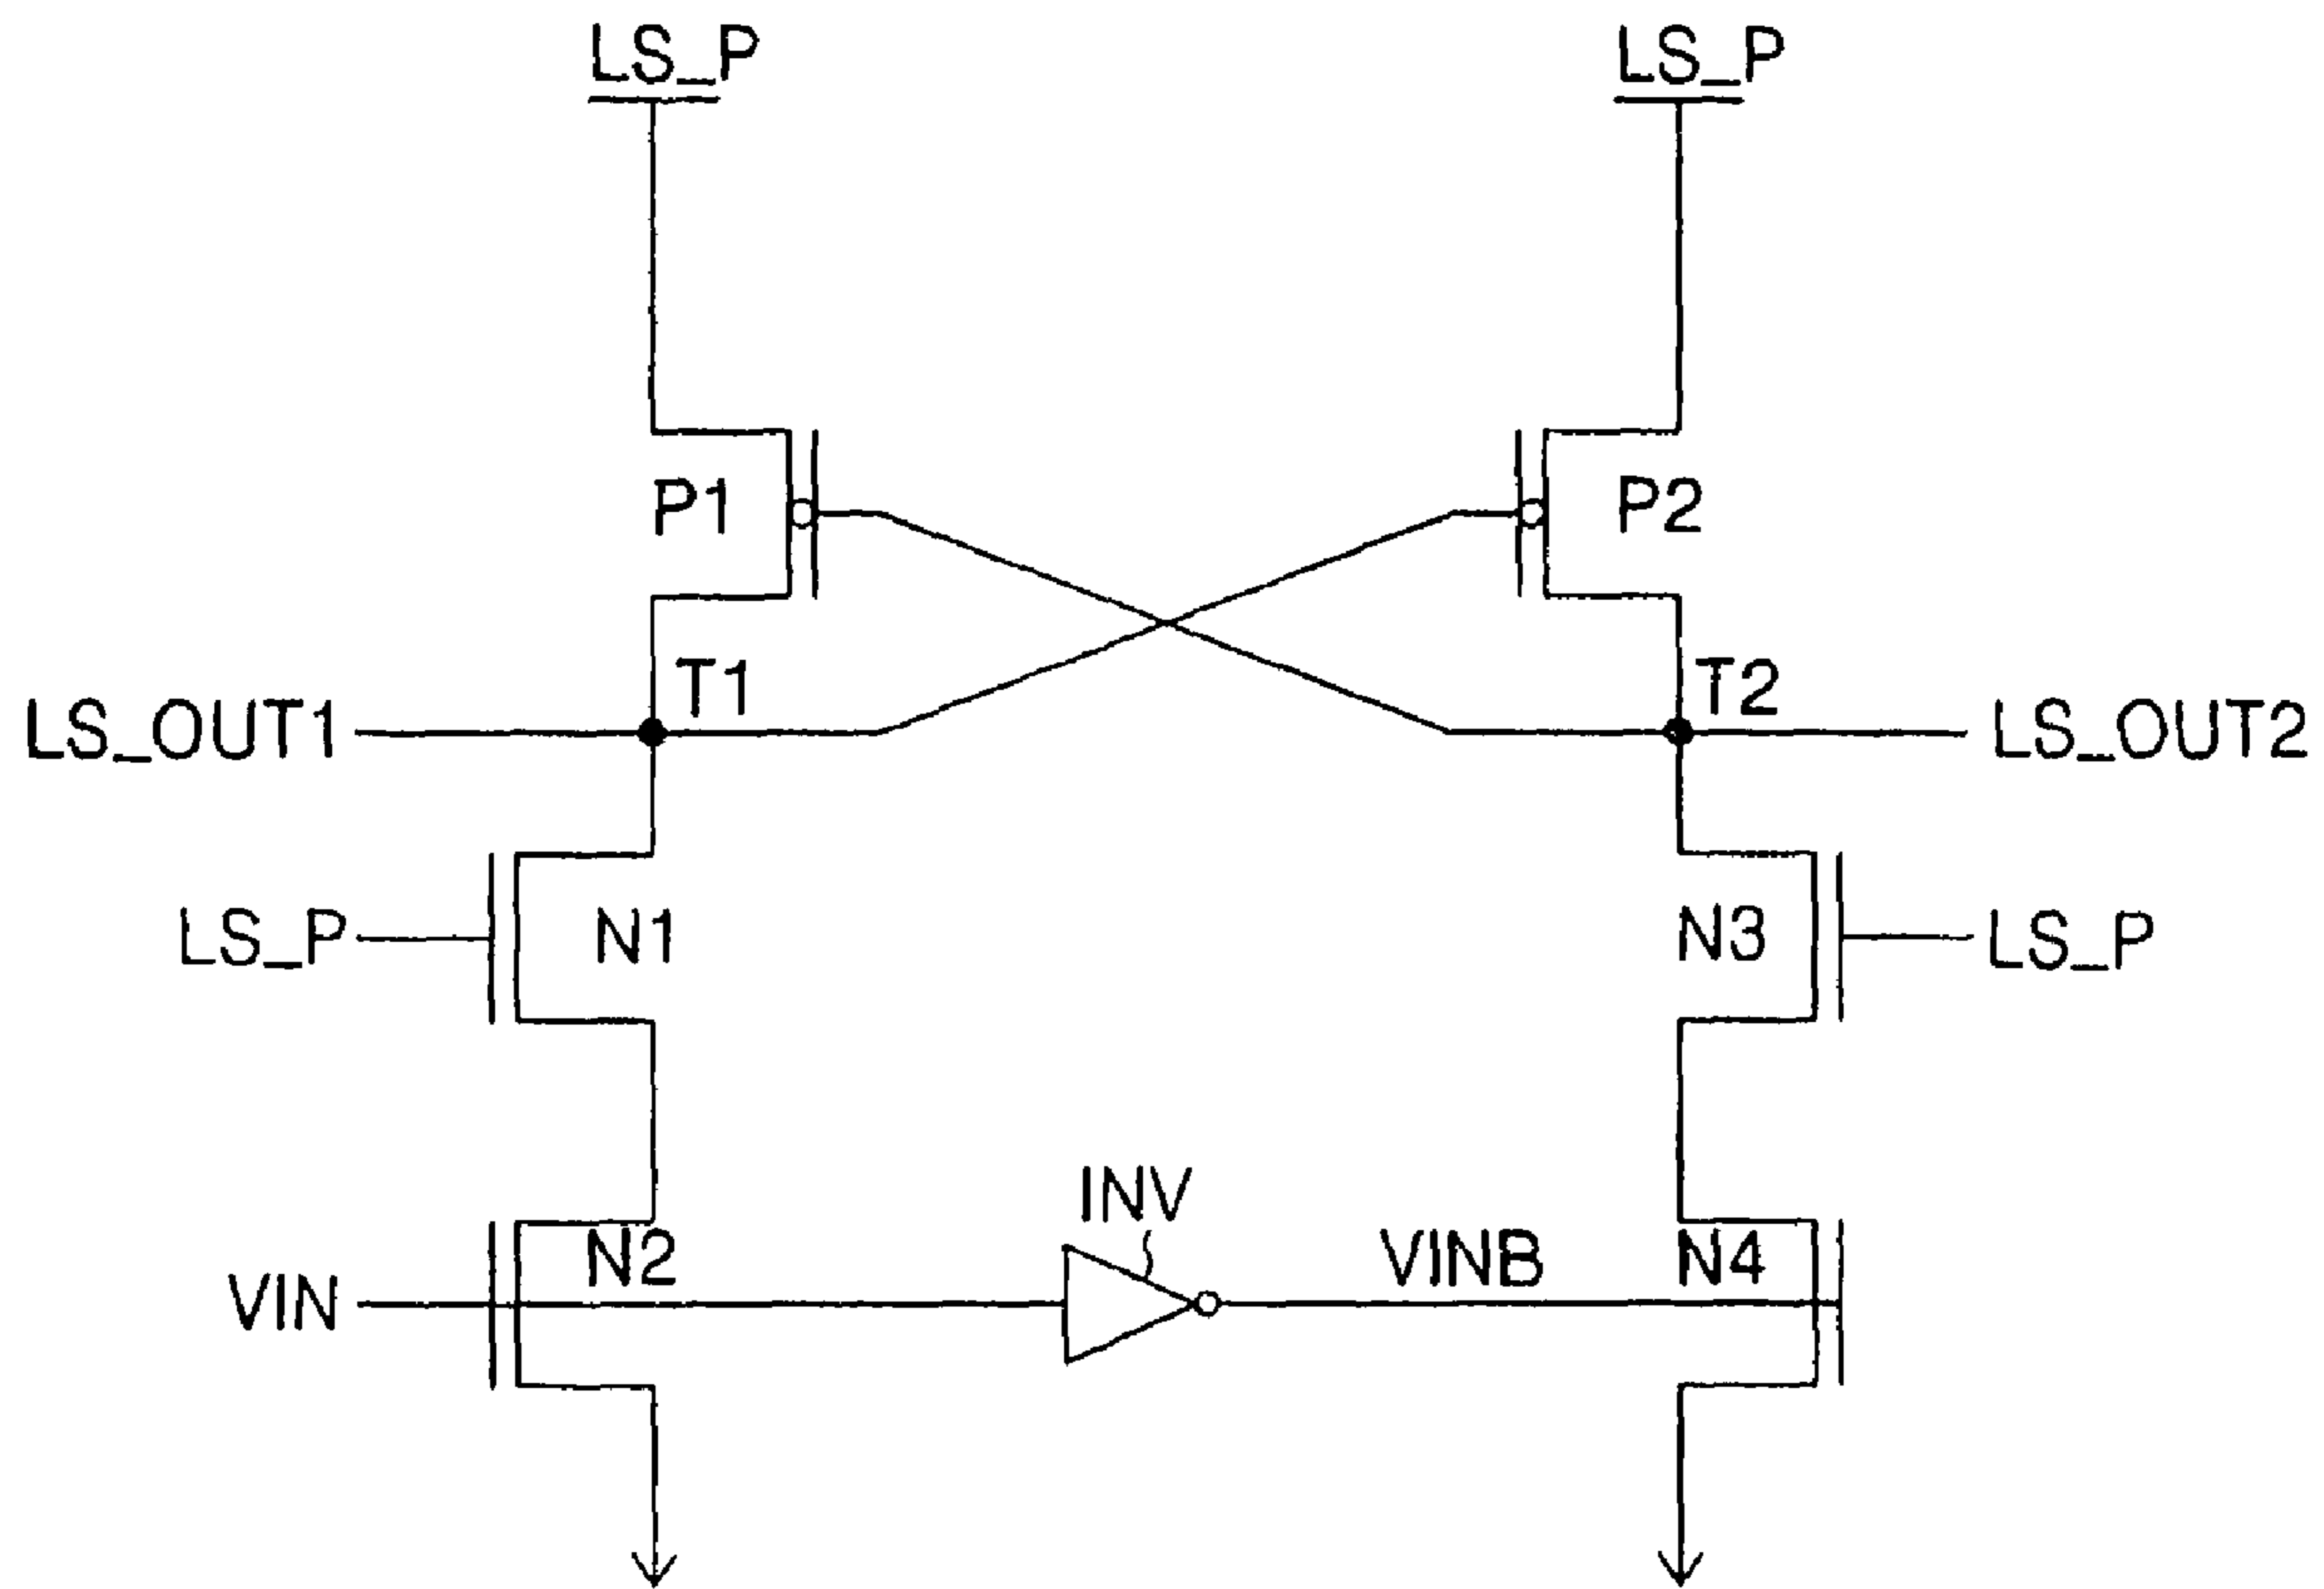 LS_P
LS_P
P1
P2
T1
T2
LS_OUT1
LS_OUT2
LS_P
N1
N3
LS_P
INV
VIN
N2
VINB
N4